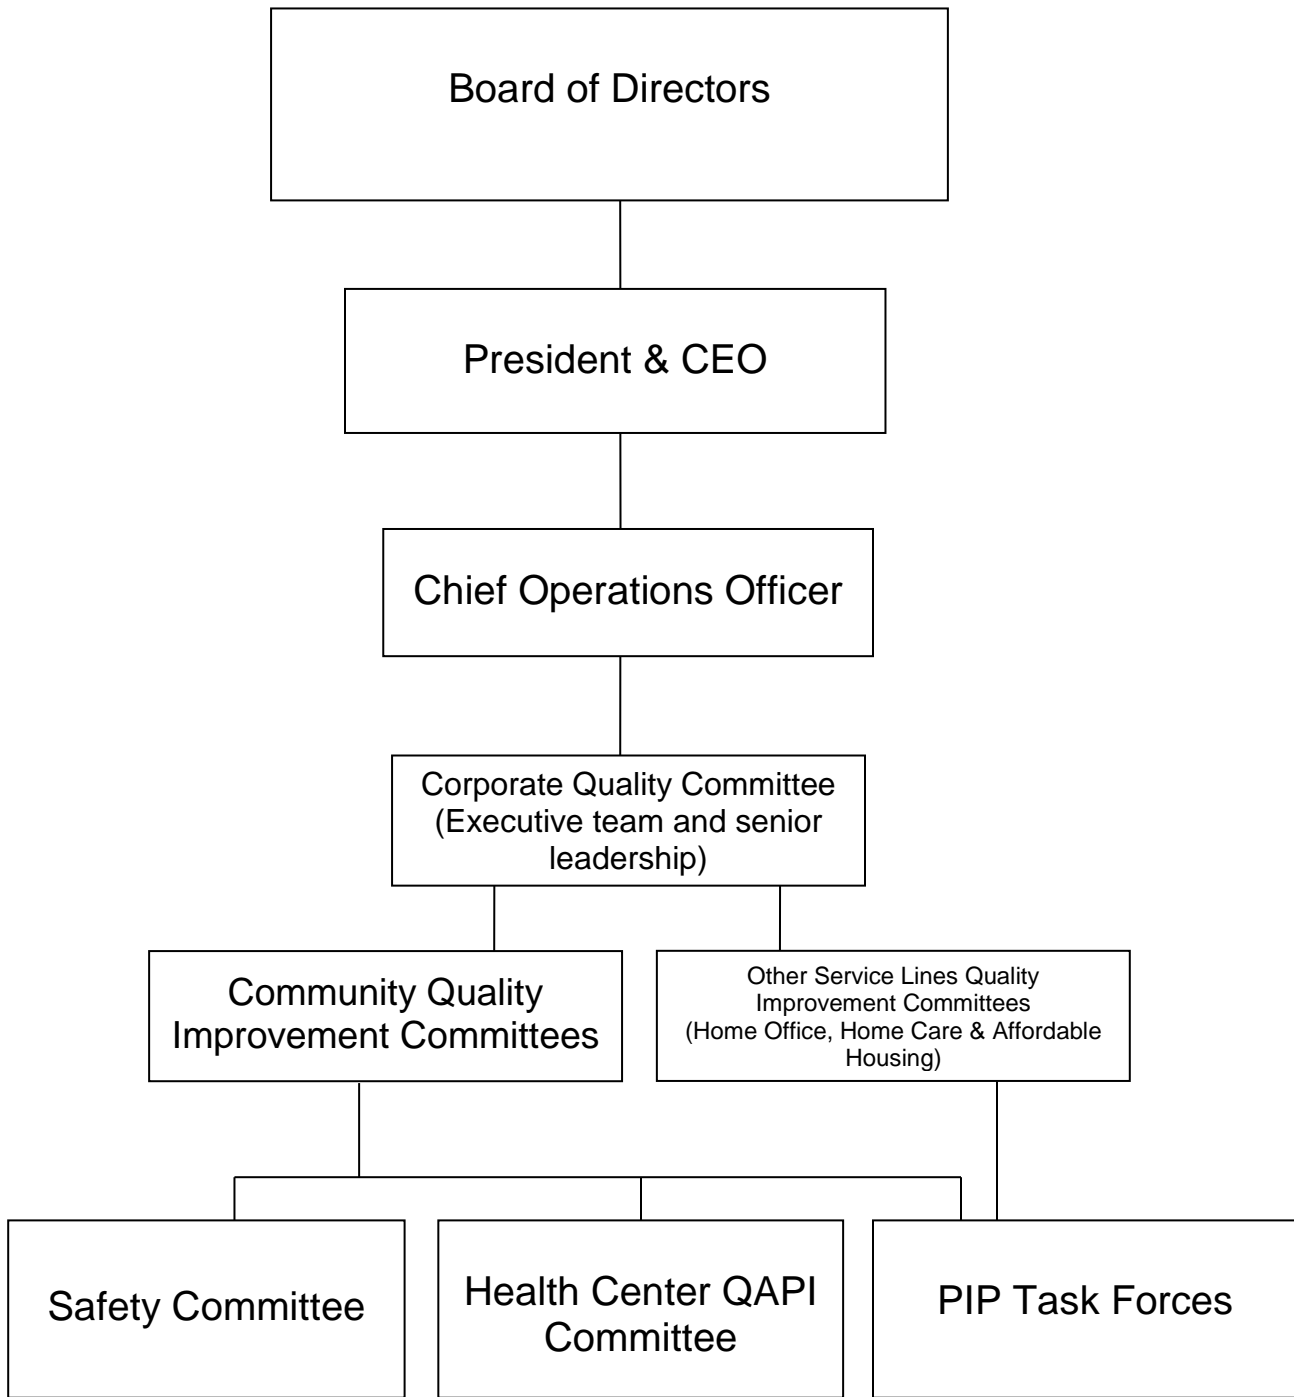 Board of Directors
President & CEO
Chief Operations Officer
Corporate Quality Committee
(Executive team and senior
leadership)
Community Quality
Improvement Committees
Other Service Lines Quality
Improvement Committees
(Home Office, Home Care & Affordable
Housing)
Safety Committee
Health Center QAPI
Committee
PIP Task Forces